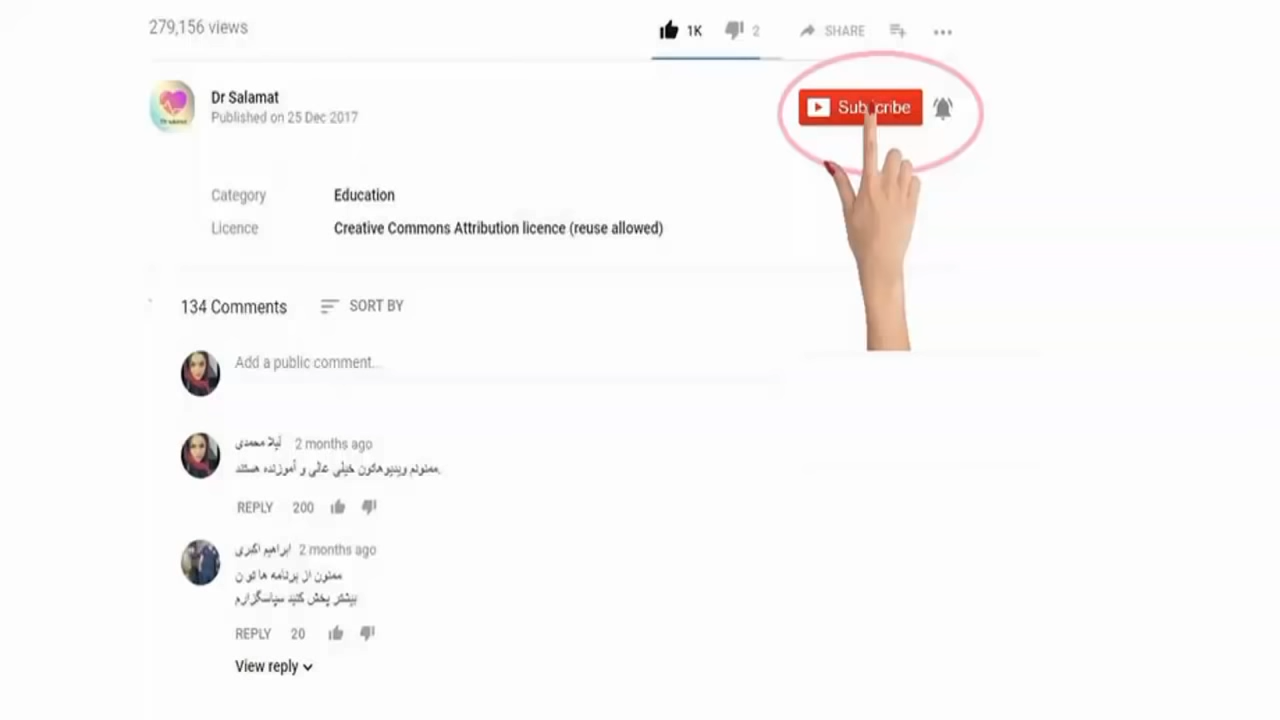 279,156 views
1K
2
SHARE
Dr Salamat
Published on 25 Dec 2017
Subscribe
Category Education
Licence Creative Commons Attribution licence (reuse allowed)
134 Comments SORT BY
Add a public comment...
لیلا محمدی 2 months ago
ممنونم ویدیوهاتون خیلی عالی و آموزنده هستند.
REPLY 200
ابراهیم اکبری 2 months ago
ممنون از برنامه ها تو ن
بیشتر پخش کنید سپاسگزارم
REPLY 20
View reply